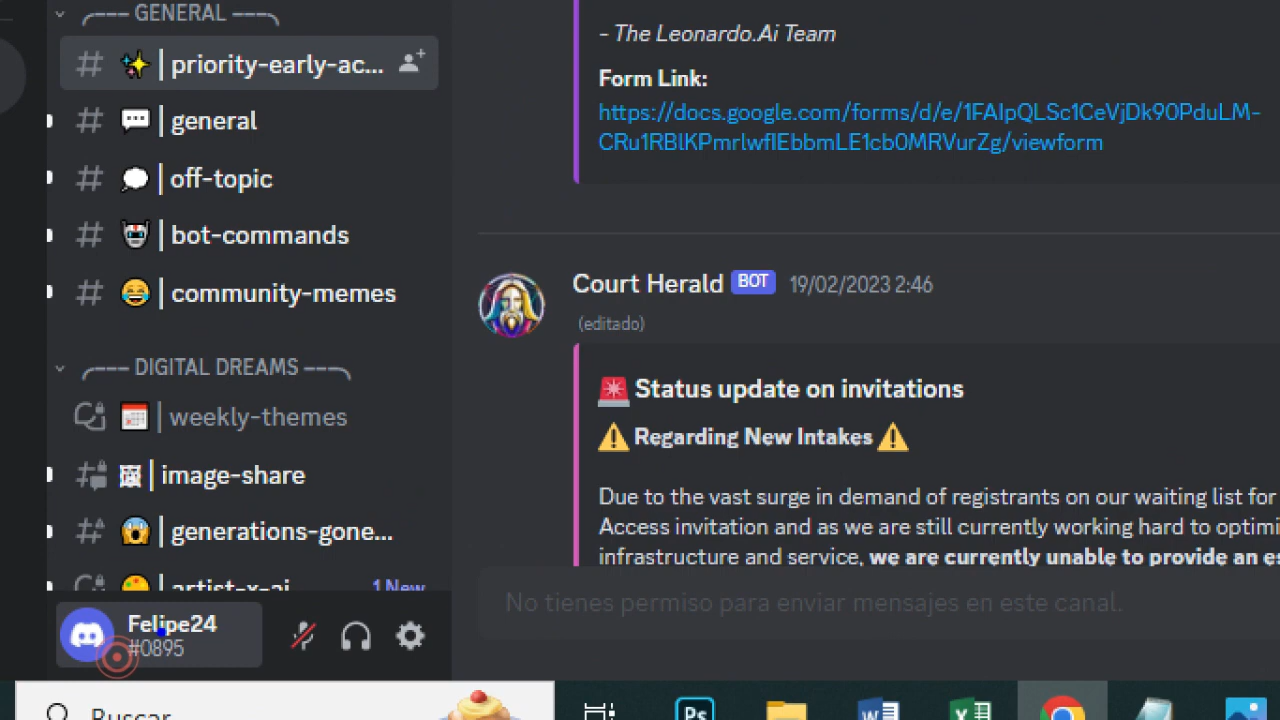 GENERAL
priority-early-ac...
general
off-topic
bot-commands
community-memes
DIGITAL DREAMS
weekly-themes
image-share
generations-gone...
artist-x-ai 1 New
Felipe24
#0895
Buscar
– The Leonardo.Ai Team
Form Link:
https://docs.google.com/forms/d/e/1FAIpQLSc1CeVjDk90PduLM-
CRu1RBlKPmrlwflEbbmLE1cb0MRVurZg/viewform
Court Herald BOT 19/02/2023 2:46
(editado)
Status update on invitations
Regarding New Intakes
Due to the vast surge in demand of registrants on our waiting list for
Access invitation and as we are still currently working hard to optimi
infrastructure and service, we are currently unable to provide an es
No tienes permiso para enviar mensajes en este canal.
Ps